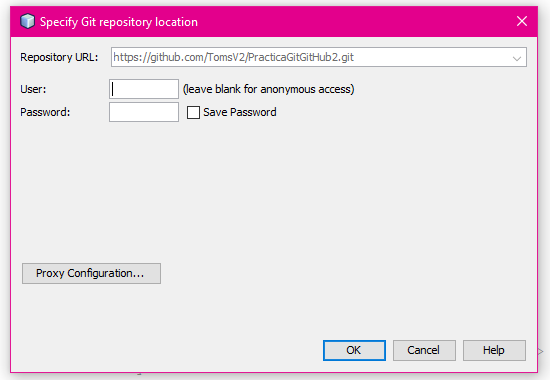 Specify Git repository location
Repository URL: https://github.com/TomsV2/PracticaGitGitHub2.git
User: (leave blank for anonymous access)
Password: Save Password
Proxy Configuration...
OK Cancel Help